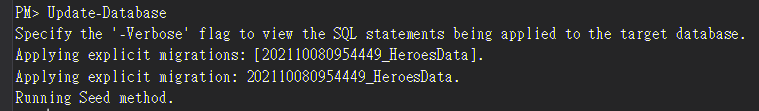 PM> Update-Database
Specify the '-Verbose' flag to view the SQL statements being applied to the target database.
Applying explicit migrations: [202110080954449_HeroesData].
Applying explicit migration: 202110080954449_HeroesData.
Running Seed method.